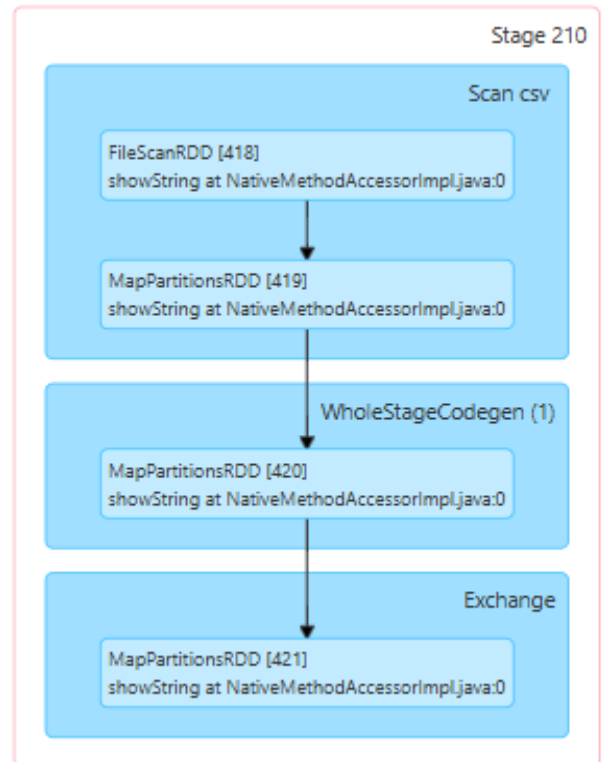 Stage 210
Scan csv
FileScanRDD [418]
showString at NativeMethodAccessorImpl.java:0
MapPartitionsRDD [419]
showString at NativeMethodAccessorImpl.java:0
WholeStageCodegen (1)
MapPartitionsRDD [420]
showString at NativeMethodAccessorImpl.java:0
Exchange
MapPartitionsRDD [421]
showString at NativeMethodAccessorImpl.java:0